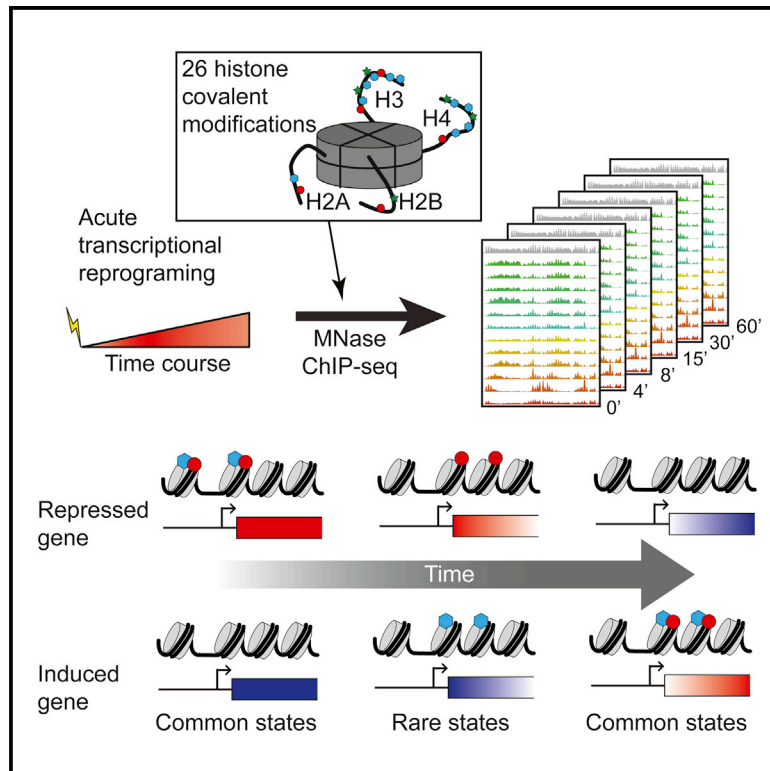 26 histone
covalent
modifications
H3
H4
H2A
H2B
Acute
transcriptional
reprograming
Time course
MNase
ChIP-seq
0'
4'
8'
15'
30'
60'
Repressed
gene
Time
Induced
gene
Common states
Rare states
Common states